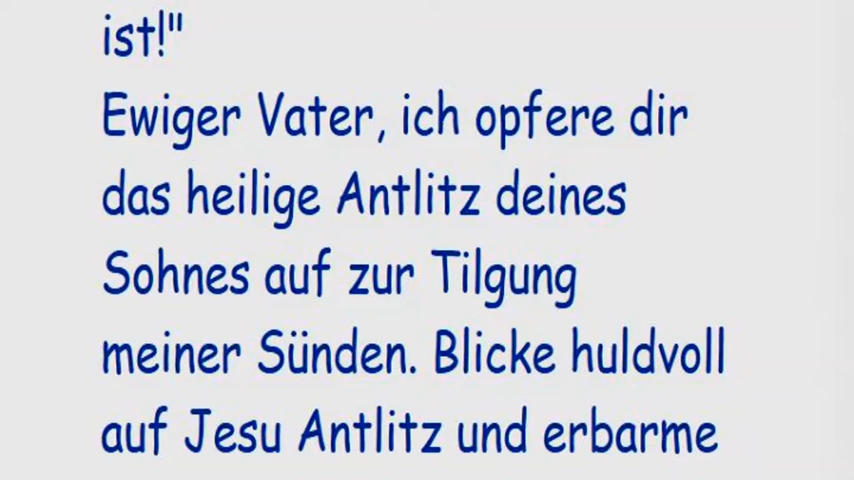 ist!"
Ewiger Vater, ich opfere dir
das heilige Antlitz deines
Sohnes auf zur Tilgung
meiner Sünden. Blicke huldvoll
auf Jesu Antlitz und erbarme